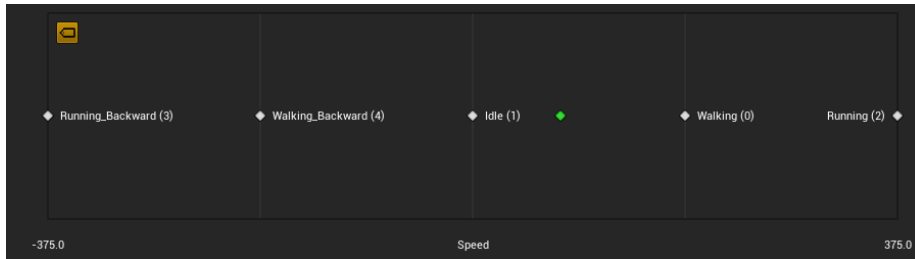 Running_Backward (3)
Walking_Backward (4)
Idle (1)
Walking (0)
Running (2)
-375.0
Speed
375.0